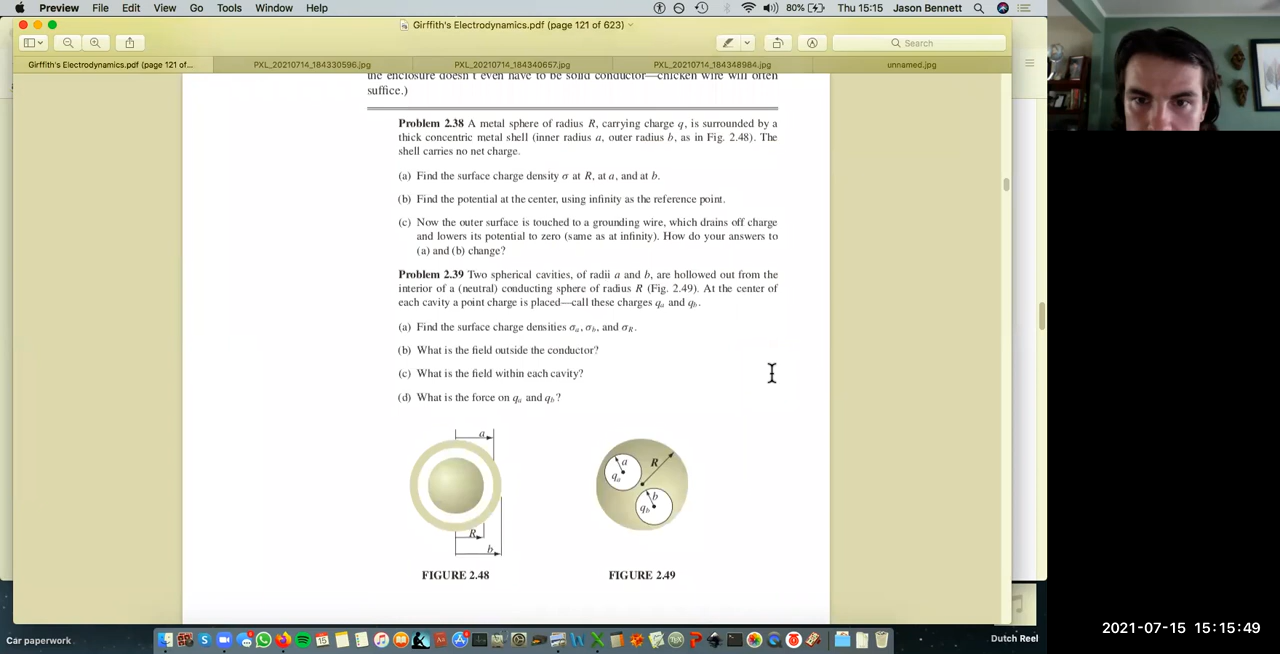 Preview File Edit View Go Tools Window Help
80% Thu 15:15 Jason Bennett
Girffith's Electrodynamics.pdf (page 121 of 623)
Search
Girffith's Electrodynamics.pdf (page 121 of...
PXL_20210714_184330596.jpg
PXL_20210714_184340657.jpg
PXL_20210714_184348984.jpg
unnamed.jpg
the enclosure doesn't even have to be solid conductor—chicken wire will often
suffice.)
Problem 2.38 A metal sphere of radius R, carrying charge q, is surrounded by a
thick concentric metal shell (inner radius a, outer radius b, as in Fig. 2.48). The
shell carries no net charge.
(a) Find the surface charge density σ at R, at a, and at b.
(b) Find the potential at the center, using infinity as the reference point.
(c) Now the outer surface is touched to a grounding wire, which drains off charge
and lowers its potential to zero (same as at infinity). How do your answers to
(a) and (b) change?
Problem 2.39 Two spherical cavities, of radii a and b, are hollowed out from the
interior of a (neutral) conducting sphere of radius R (Fig. 2.49). At the center of
each cavity a point charge is placed—call these charges qa and qb.
(a) Find the surface charge densities σa, σb, and σR.
(b) What is the field outside the conductor?
(c) What is the field within each cavity?
(d) What is the force on qa and qb?
a
R
b
a
R
qa
b
qb
FIGURE 2.48
FIGURE 2.49
Car paperwork
Dutch Reel
2021-07-15 15:15:49